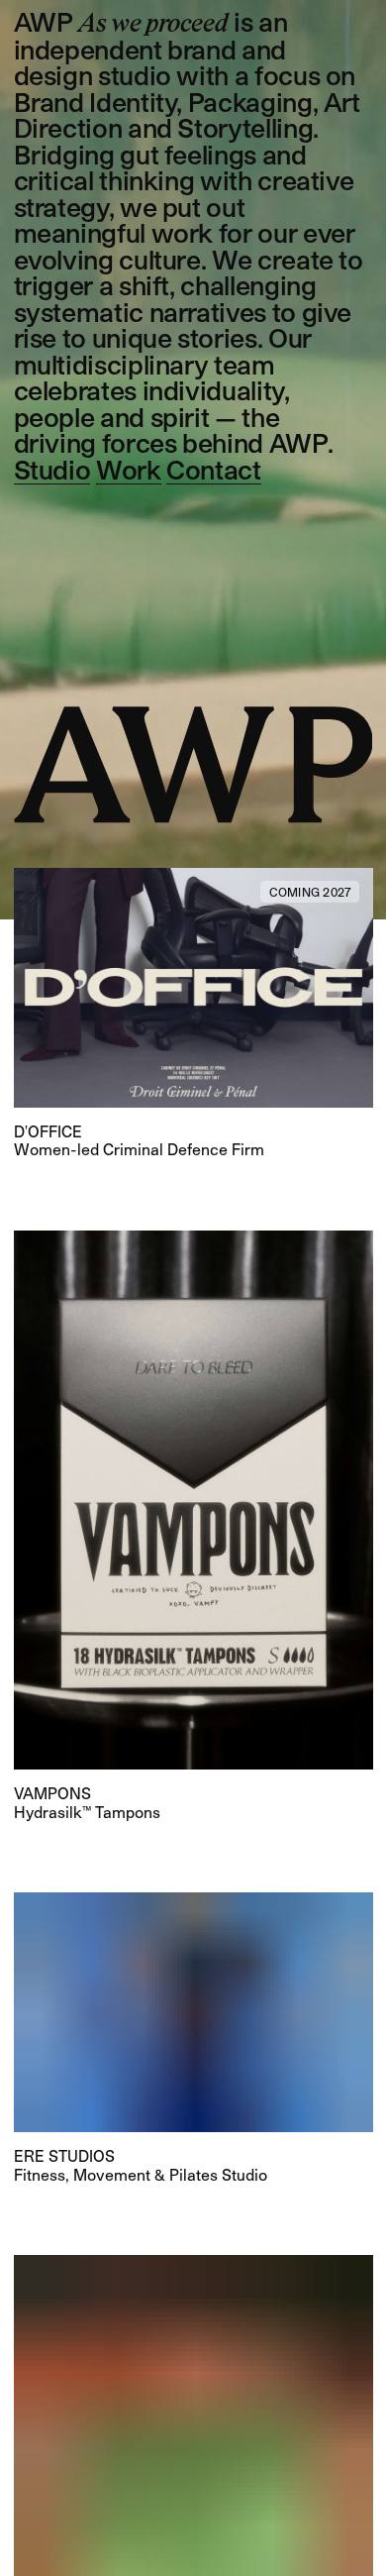 AWP As we proceed is an
independent brand and
design studio with a focus on
Brand Identity, Packaging, Art
Direction and Storytelling.
Bridging gut feelings and
critical thinking with creative
strategy, we put out
meaningful work for our ever
evolving culture. We create to
trigger a shift, challenging
systematic narratives to give
rise to unique stories. Our
multidisciplinary team
celebrates individuality,
people and spirit — the
driving forces behind AWP.
Studio Work Contact
AWP
COMING 2027
D'OFFICE
Droit Criminel & Pénal
D'OFFICE
Women-led Criminal Defence Firm
DARE TO BLEED
VAMPONS
CERTIFIED TO SUCK DEVIOUSLY DISCREET
XOXO, VAMPY
18 HYDRASILK™ TAMPONS S
WITH BLACK BIOPLASTIC APPLICATOR AND WRAPPER
VAMPONS
Hydrasilk™ Tampons
ERE STUDIOS
Fitness, Movement & Pilates Studio